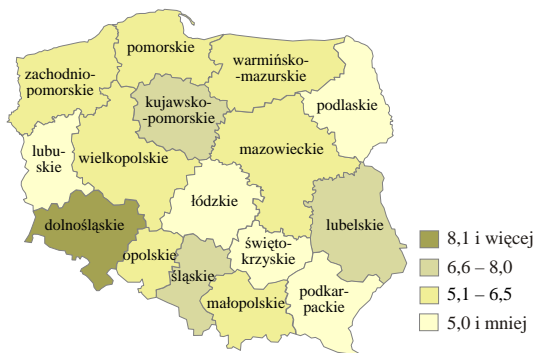 pomorskie
warmińsko-
-mazurskie
zachodnio-
pomorskie
kujawsko-
-pomorskie
podlaskie
lubu-
skie
wielkopolskie
mazowieckie
łódzkie
dolnośląskie
lubelskie
opolskie
śląskie
święto-
krzyskie
małopolskie
podkar-
packie
8,1 i więcej
6,6 – 8,0
5,1 – 6,5
5,0 i mniej